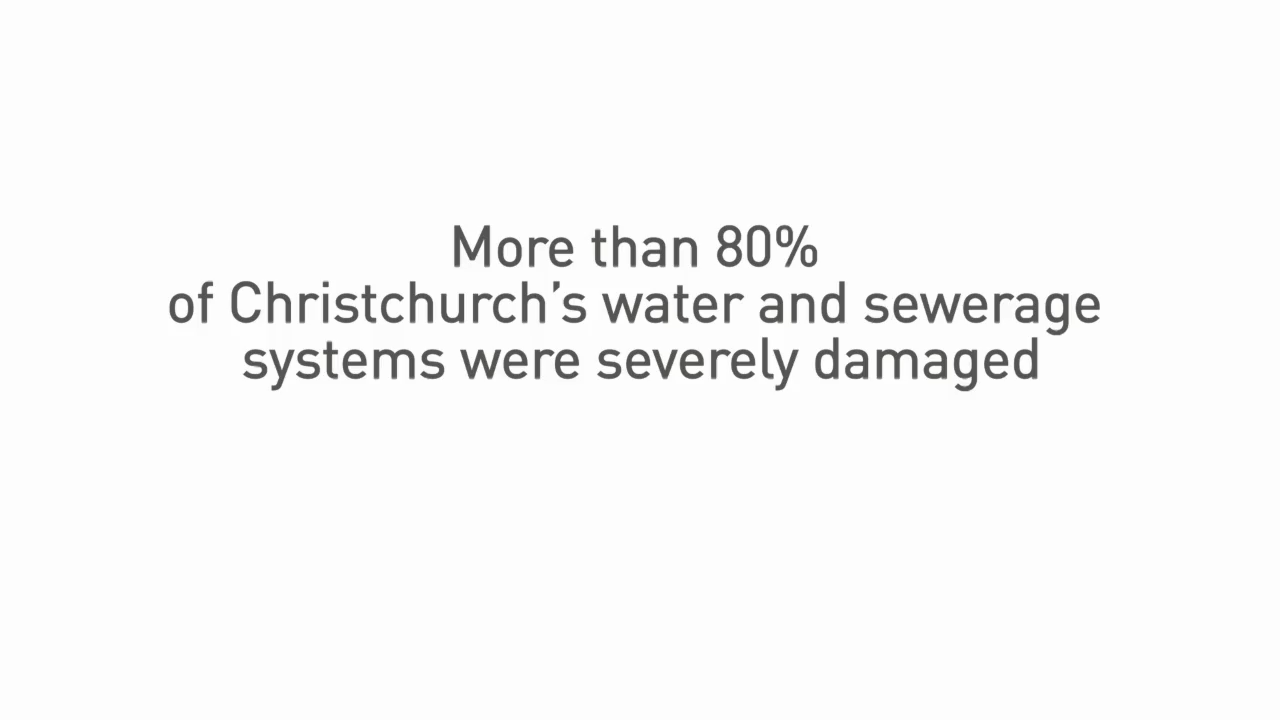 More than 80%
of Christchurch’s water and sewerage
systems were severely damaged